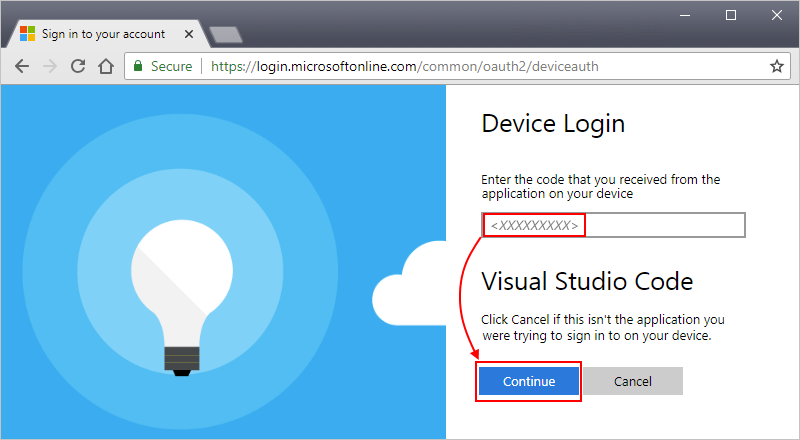 Sign in to your account
Secure
https://login.microsoftonline.com/common/oauth2/deviceauth
Device Login
Enter the code that you received from the
application on your device
<XXXXXXXXX>
Visual Studio Code
Click Cancel if this isn't the application you
were trying to sign in to on your device.
Continue
Cancel